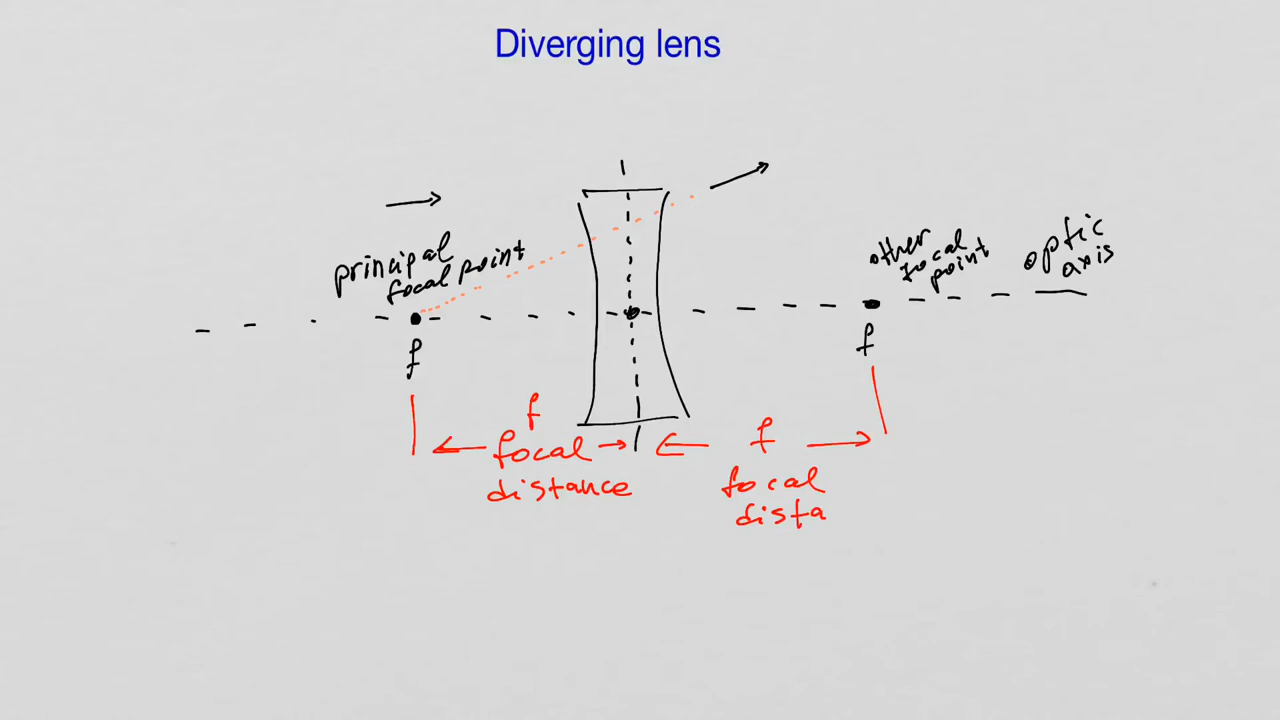 Diverging lens
principal
focal point
other
focal
point
optic
axis
f
f
f
focal
distance
f
focal
dista